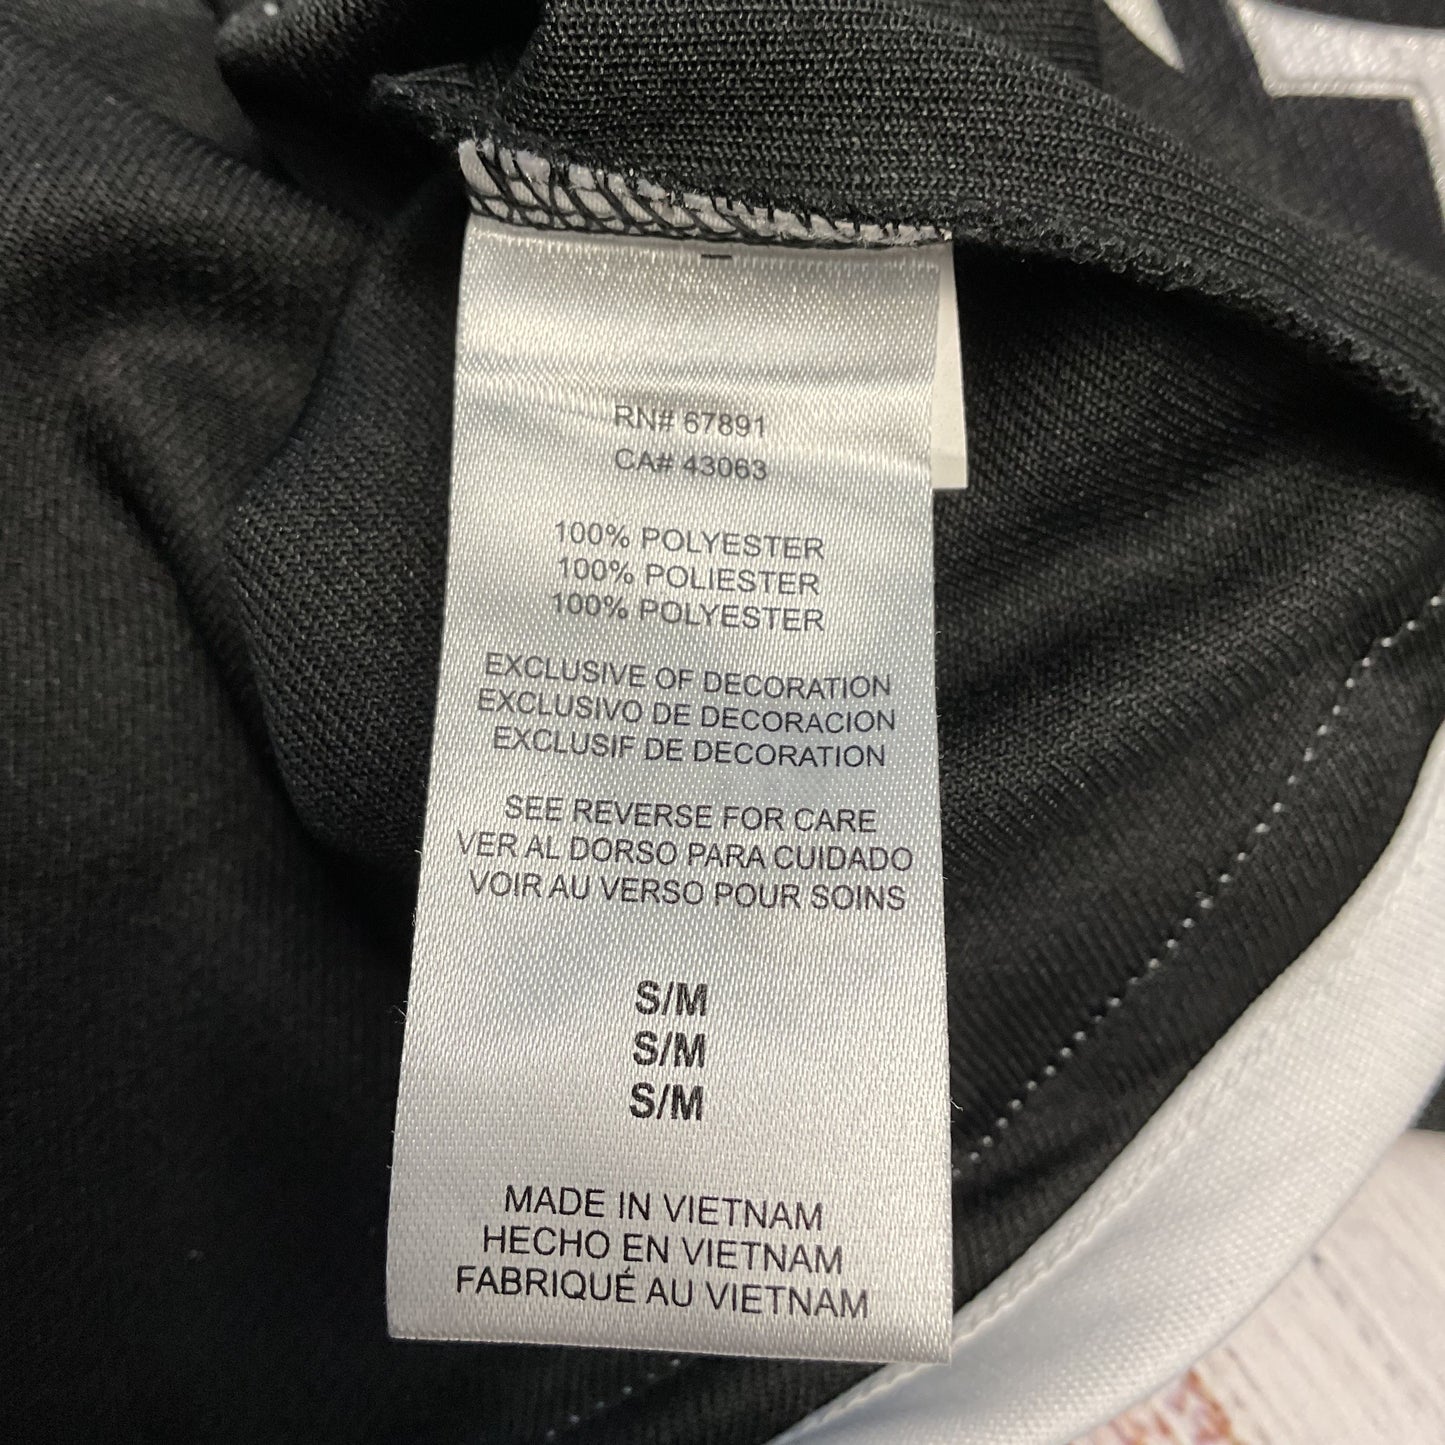 RN# 67891
CA# 43063
100% POLYESTER
100% POLIESTER
100% POLYESTER
EXCLUSIVE OF DECORATION
EXCLUSIVO DE DECORACION
EXCLUSIF DE DECORATION
SEE REVERSE FOR CARE
VER AL DORSO PARA CUIDADO
VOIR AU VERSO POUR SOINS
S/M
S/M
S/M
MADE IN VIETNAM
HECHO EN VIETNAM
FABRIQUÉ AU VIETNAM